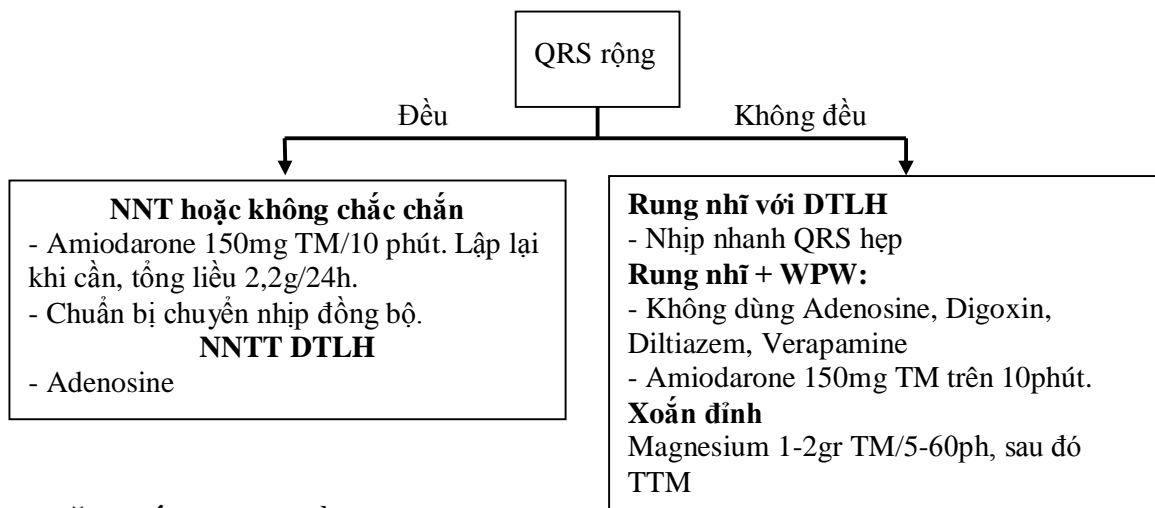 QRS rộng
Đều
Không đều
NNT hoặc không chắc chắn
- Amiodarone 150mg TM/10 phút. Lập lại
khi cần, tổng liều 2,2g/24h.
- Chuẩn bị chuyển nhịp đồng bộ.
NNTT DTLH
- Adenosine
Rung nhĩ với DTLH
- Nhịp nhanh QRS hẹp
Rung nhĩ + WPW:
- Không dùng Adenosine, Digoxin,
Diltiazem, Verapamine
- Amiodarone 150mg TM trên 10phút.
Xoắn đỉnh
Magnesium 1-2gr TM/5-60ph, sau đó
TTM